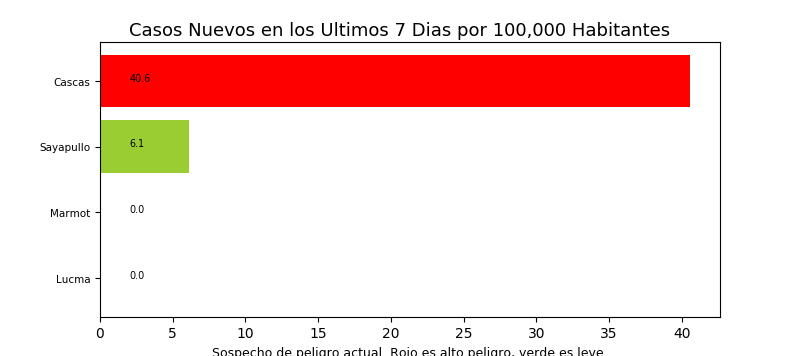 Casos Nuevos en los Ultimos 7 Dias por 100,000 Habitantes
Cascas 40.6
Sayapullo 6.1
Marmot 0.0
Lucma 0.0
0 5 10 15 20 25 30 35 40
Sospecho de peligro actual. Rojo es alto peligro, verde es leve